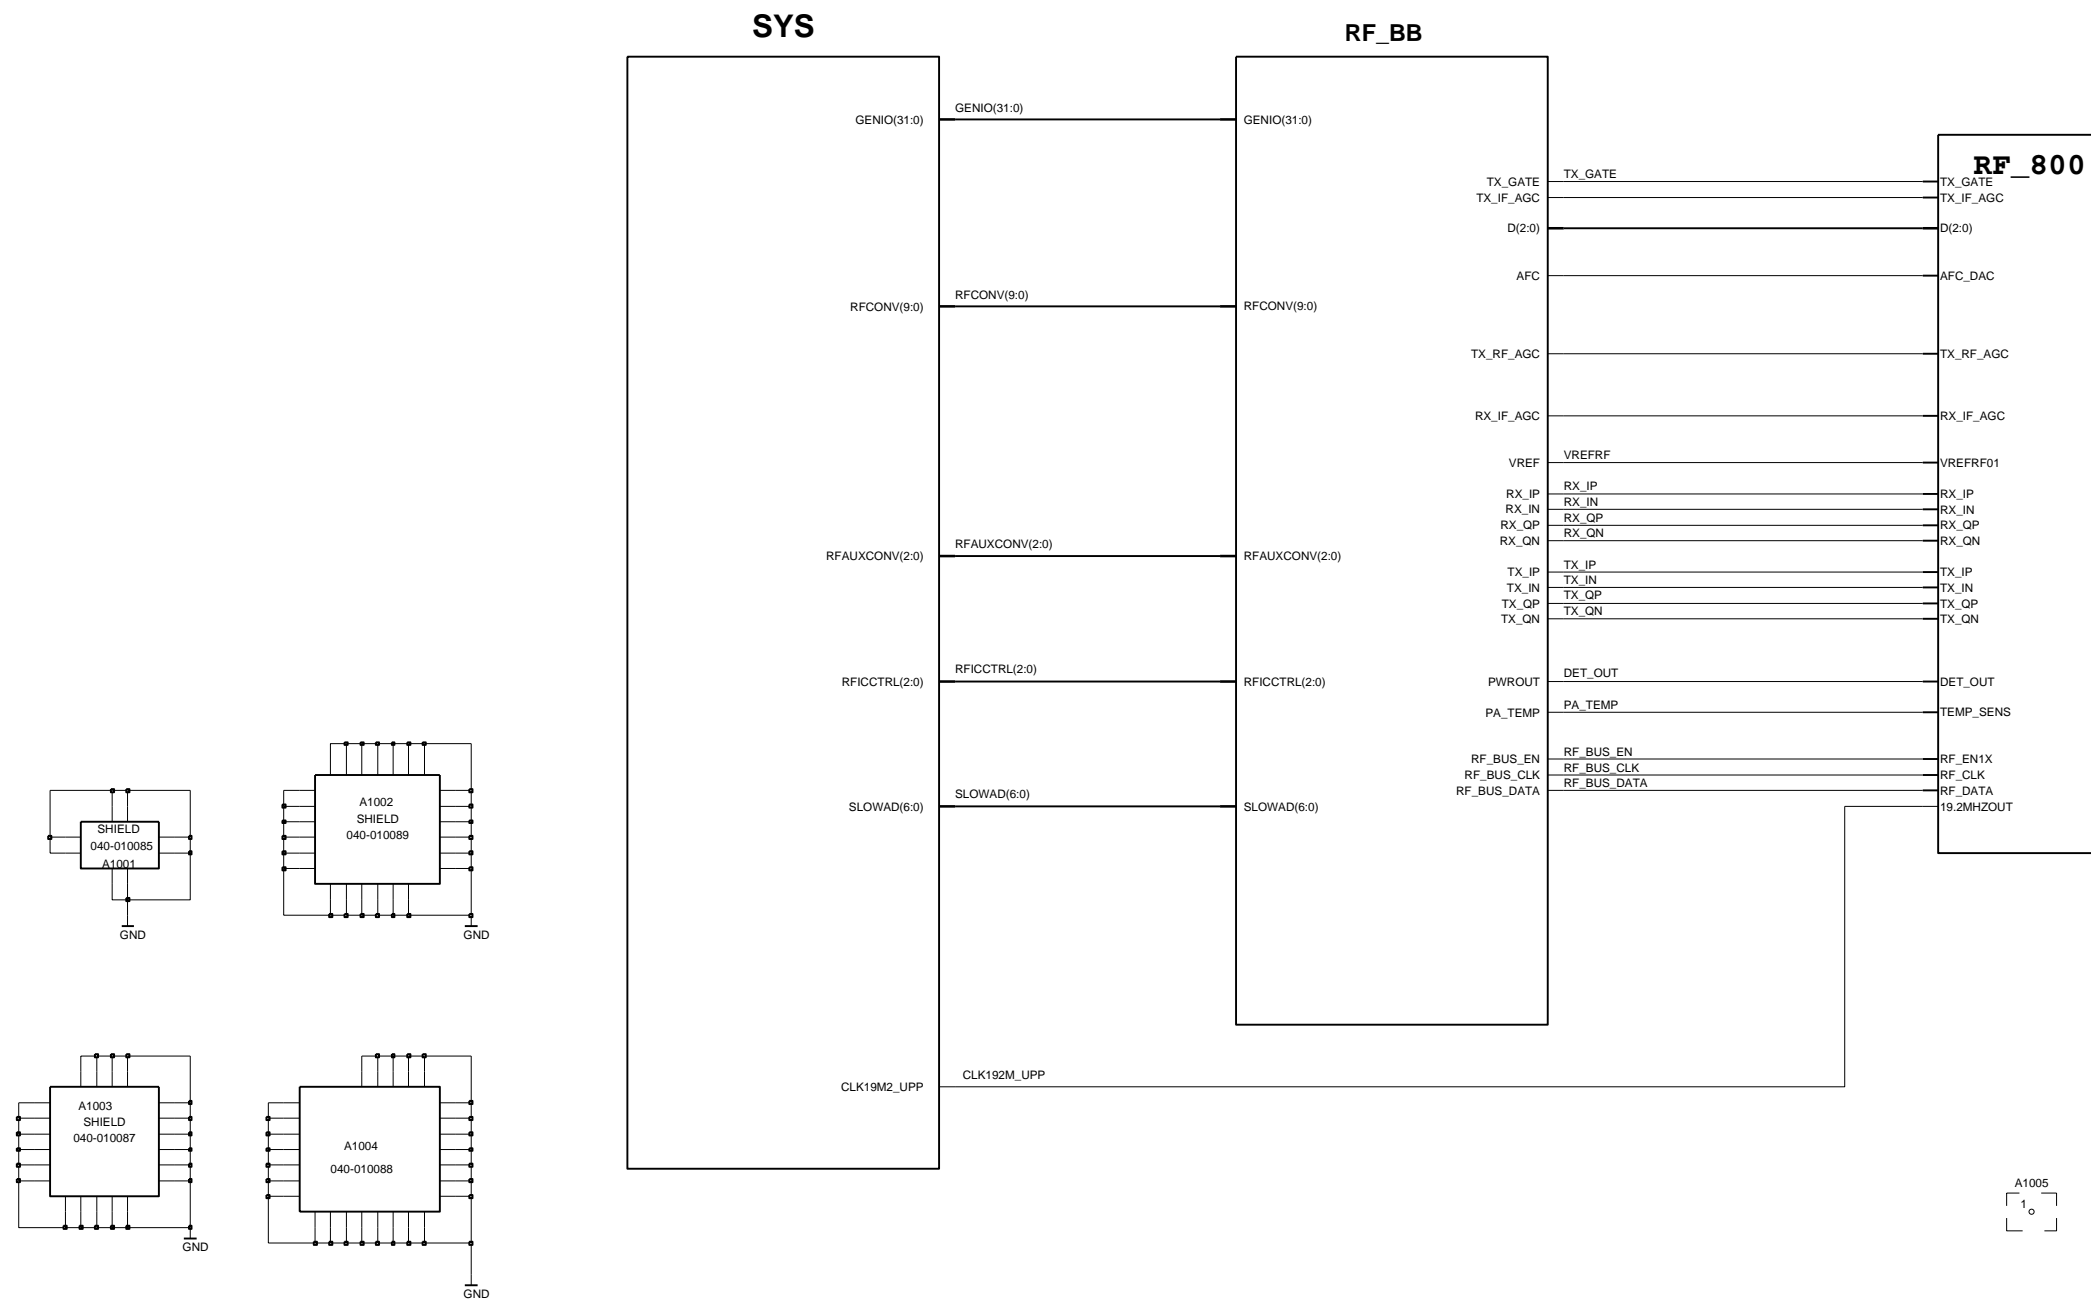 SYS
RF_BB
RF_800
GENIO(31:0)
GENIO(31:0)
GENIO(31:0)
RFCONV(9:0)
RFCONV(9:0)
RFCONV(9:0)
RFAUXCONV(2:0)
RFAUXCONV(2:0)
RFAUXCONV(2:0)
RFICCTRL(2:0)
RFICCTRL(2:0)
RFICCTRL(2:0)
SLOWAD(6:0)
SLOWAD(6:0)
SLOWAD(6:0)
CLK19M2_UPP
CLK192M_UPP
TX_GATE
TX_GATE
TX_GATE
TX_IF_AGC
TX_IF_AGC
D(2:0)
D(2:0)
AFC
AFC_DAC
TX_RF_AGC
TX_RF_AGC
RX_IF_AGC
RX_IF_AGC
VREF
VREFRF
VREFRF01
RX_IP
RX_IP
RX_IP
RX_IN
RX_IN
RX_IN
RX_QP
RX_QP
RX_QP
RX_QN
RX_QN
RX_QN
TX_IP
TX_IP
TX_IP
TX_IN
TX_IN
TX_IN
TX_QP
TX_QP
TX_QP
TX_QN
TX_QN
TX_QN
PWROUT
DET_OUT
DET_OUT
PA_TEMP
PA_TEMP
TEMP_SENS
RF_BUS_EN
RF_BUS_EN
RF_EN1X
RF_BUS_CLK
RF_BUS_CLK
RF_CLK
RF_BUS_DATA
RF_BUS_DATA
RF_DATA
19.2MHZOUT
SHIELD
040-010085
A1001
GND
A1002
SHIELD
040-010089
GND
A1003
SHIELD
040-010087
GND
A1004
040-010088
GND
A1005
1